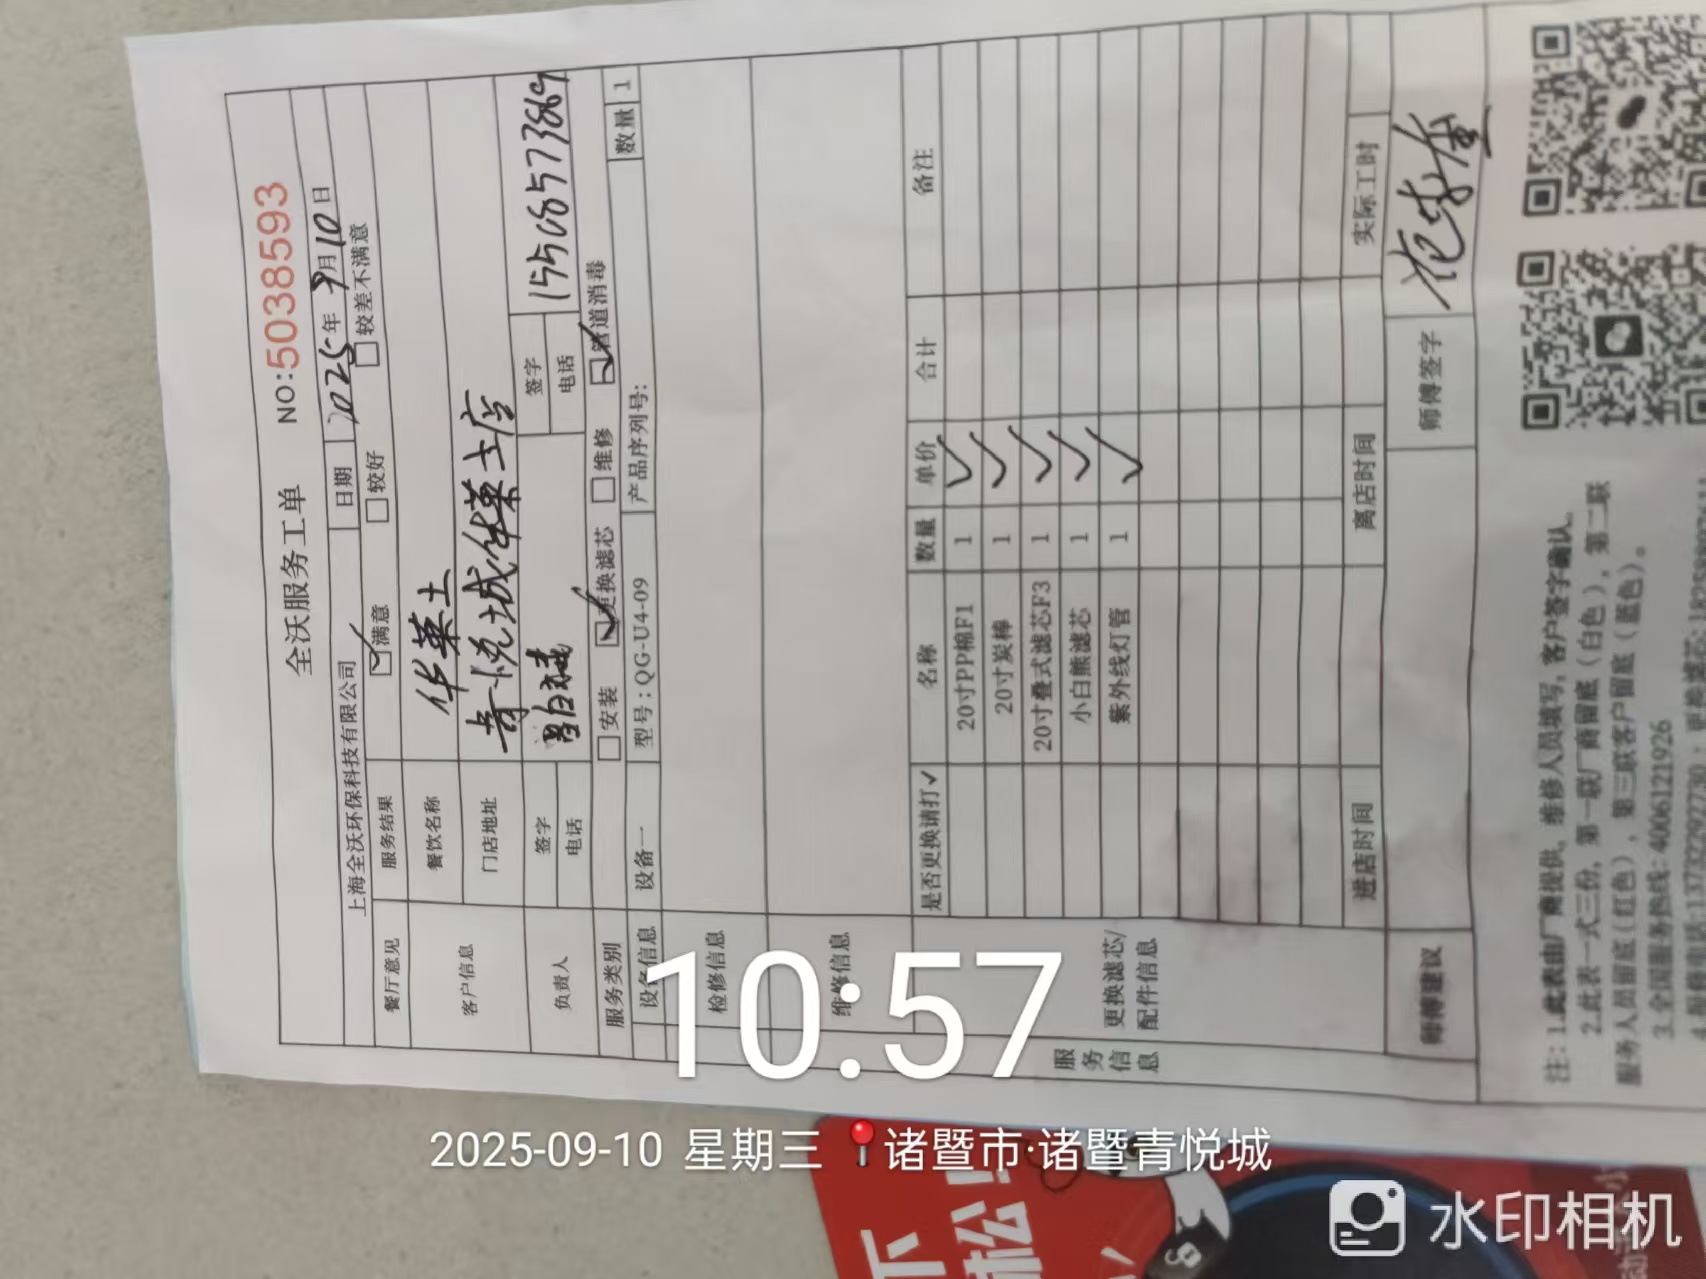 全沃服务工单 NO:5038593
上海全沃环保科技有限公司 日期 2025年9月10日
餐厅意见 服务结果 ☑满意 □较好 □较差不满意
客户信息 餐饮名称 华莱士
门店地址 青悦城华莱士店
负责人 签字 签字
电话 电话 15506857386
服务类别 □安装 ☑更换滤芯 □维修 ☑管道消毒
设备信息 设备一 型号:QG-U4-09 产品序列号: 数量 1
检修信息
维修信息
服务信息
更换滤芯/配件信息
是否更换请打✓ 名称 数量 单价 合计 备注
20寸PP棉F1 1 ✓
20寸炭棒 1 ✓
20寸叠式滤芯F3 1 ✓
小白熊滤芯 1 ✓
紫外线灯管 1 ✓
进店时间 离店时间 实际工时
师傅建议 师傅签字
注:1.此表由厂商提供,维修人员填写,客户签字确认。
2.此表一式三份,第一联厂商留底(白色),第二联
服务人员留底(红色),第三联客户留底(蓝色)。
3.全国服务热线:4006121926
10:57
2025-09-10 星期三 诸暨市·诸暨青悦城
水印相机